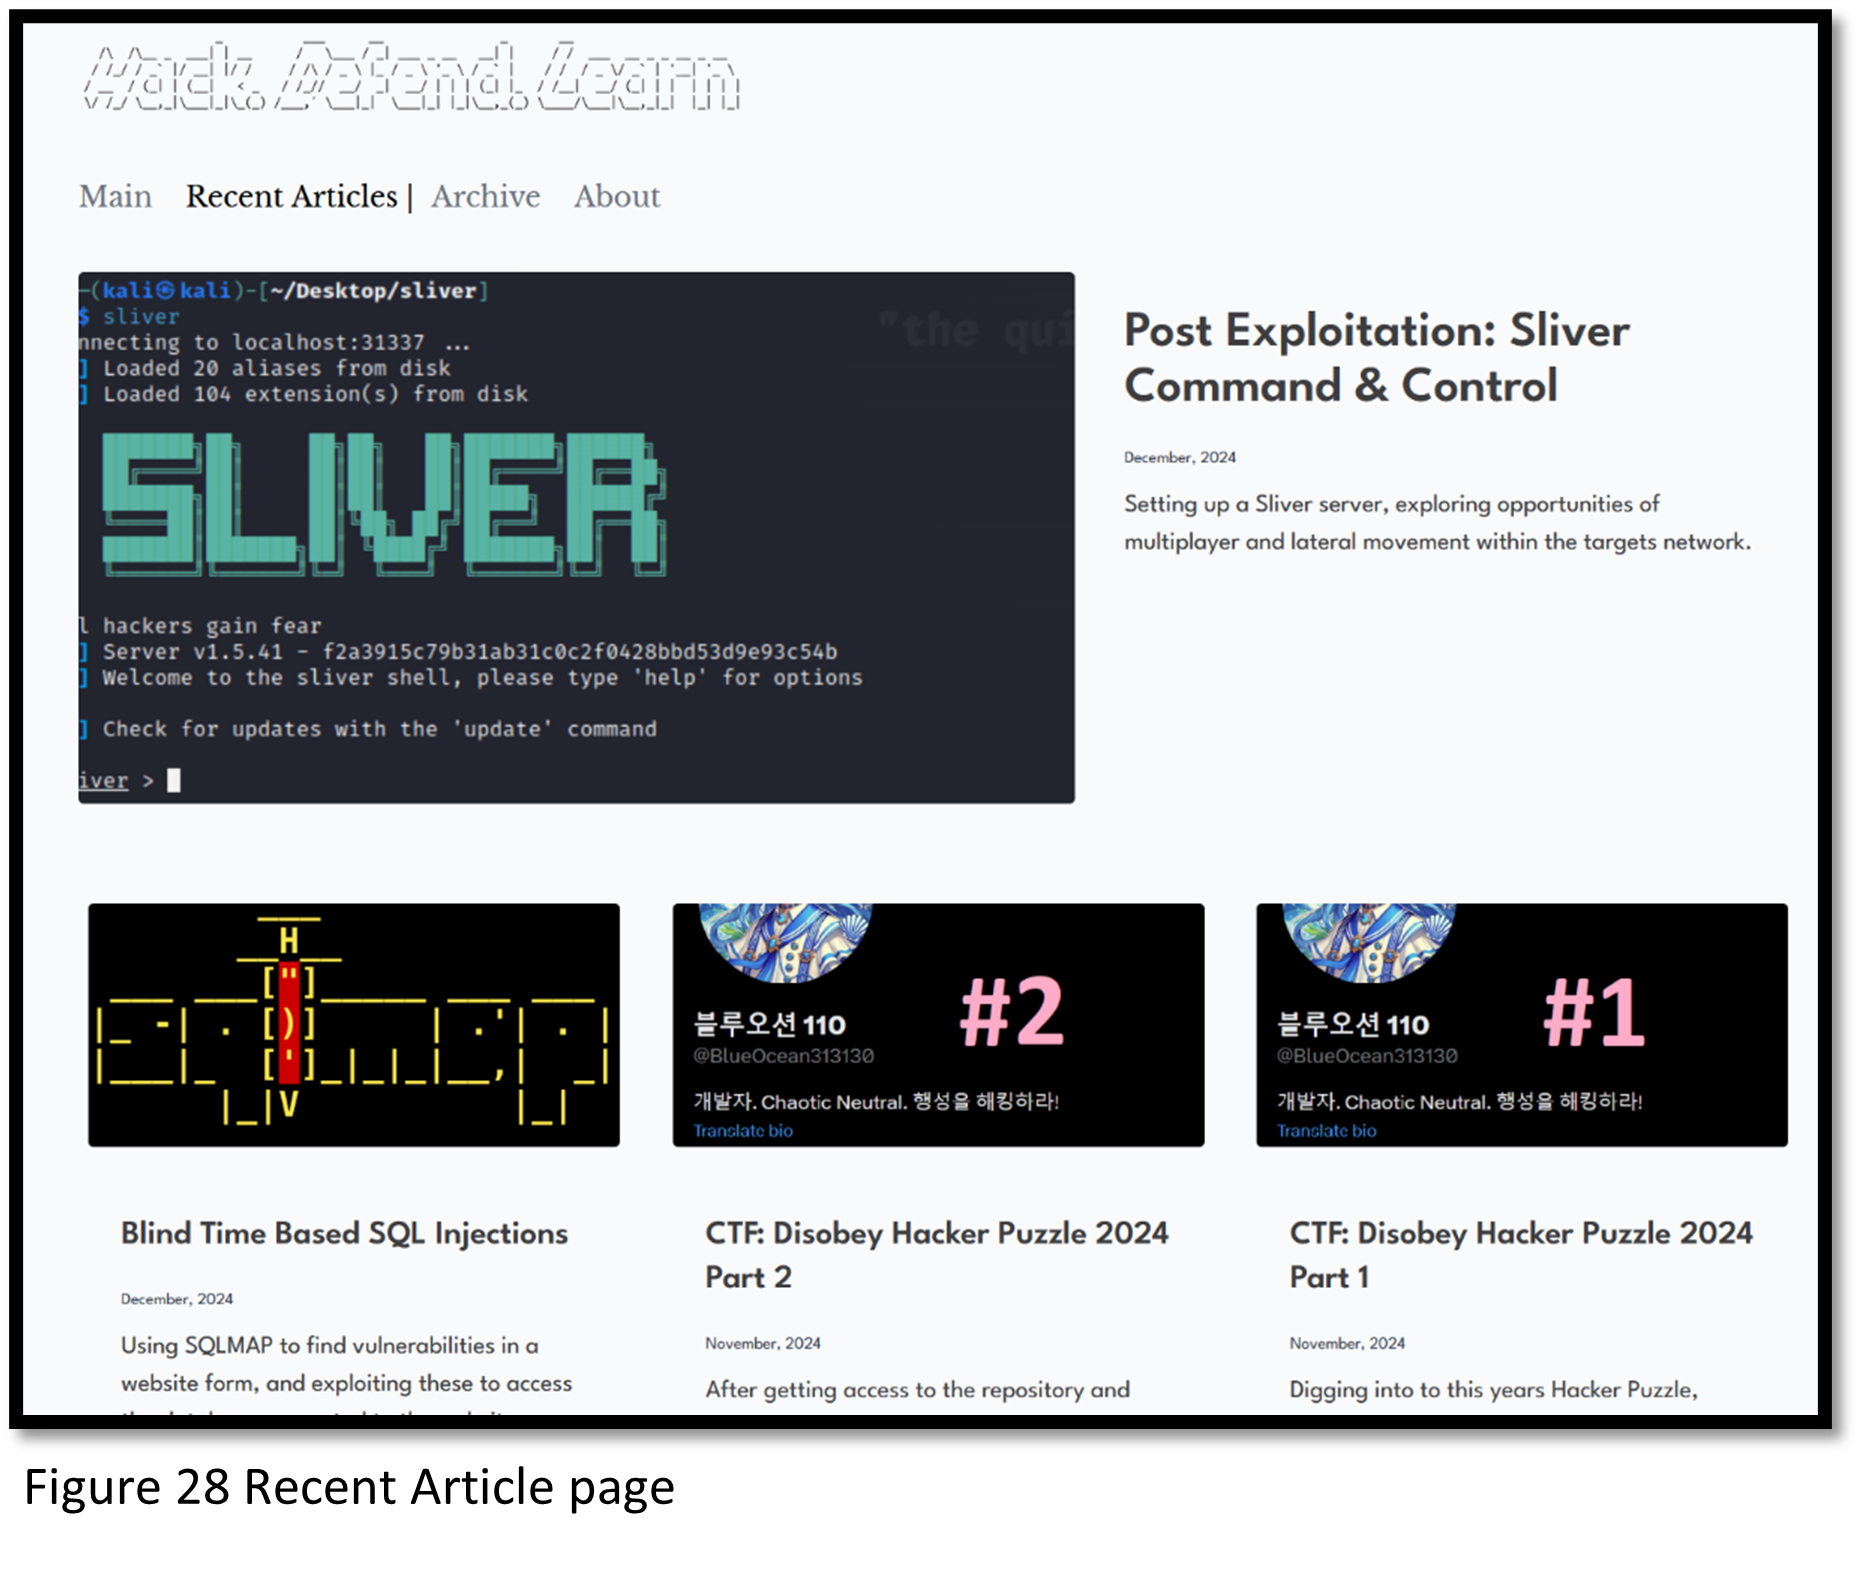 Hack. Defend. Learn
Main Recent Articles | Archive About
-(kali㉿kali)-[~/Desktop/sliver]
$ sliver
"the qui
nnecting to localhost:31337 ...
] Loaded 20 aliases from disk
] Loaded 104 extension(s) from disk
SLIVER
l hackers gain fear
] Server v1.5.41 - f2a3915c79b31ab31c0c2f0428bbd53d9e93c54b
] Welcome to the sliver shell, please type 'help' for options
] Check for updates with the 'update' command
iver >
Post Exploitation: Sliver
Command & Control
December, 2024
Setting up a Sliver server, exploring opportunities of
multiplayer and lateral movement within the targets network.
Blind Time Based SQL Injections
December, 2024
Using SQLMAP to find vulnerabilities in a
website form, and exploiting these to access
#2
블루오션 110
@BlueOcean313130
개발자. Chaotic Neutral. 행성을 해킹하라!
Translate bio
CTF: Disobey Hacker Puzzle 2024
Part 2
November, 2024
After getting access to the repository and
#1
블루오션 110
@BlueOcean313130
개발자. Chaotic Neutral. 행성을 해킹하라!
Translate bio
CTF: Disobey Hacker Puzzle 2024
Part 1
November, 2024
Digging into to this years Hacker Puzzle,
Figure 28 Recent Article page